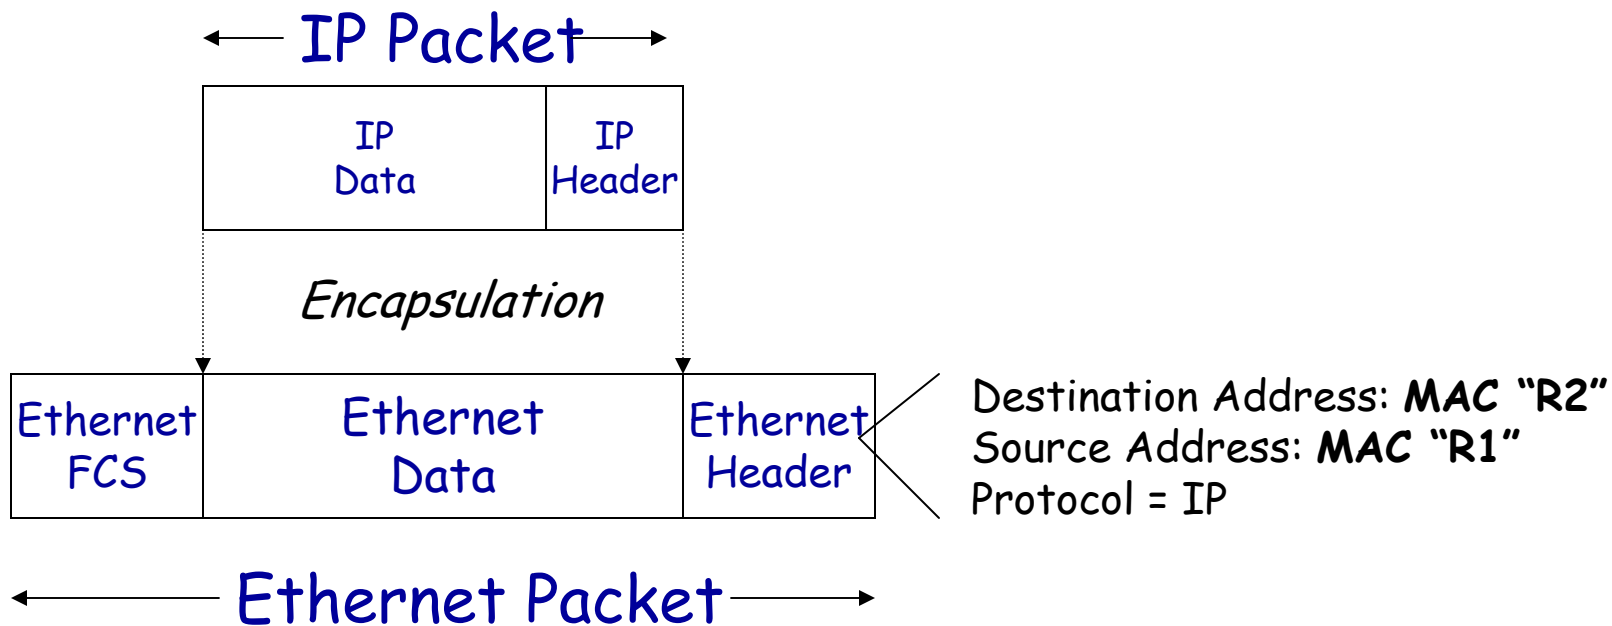 IP Packet
IP
Data
IP
Header
Encapsulation
Ethernet
FCS
Ethernet
Data
Ethernet
Header
Destination Address: MAC “R2”
Source Address: MAC “R1”
Protocol = IP
Ethernet Packet